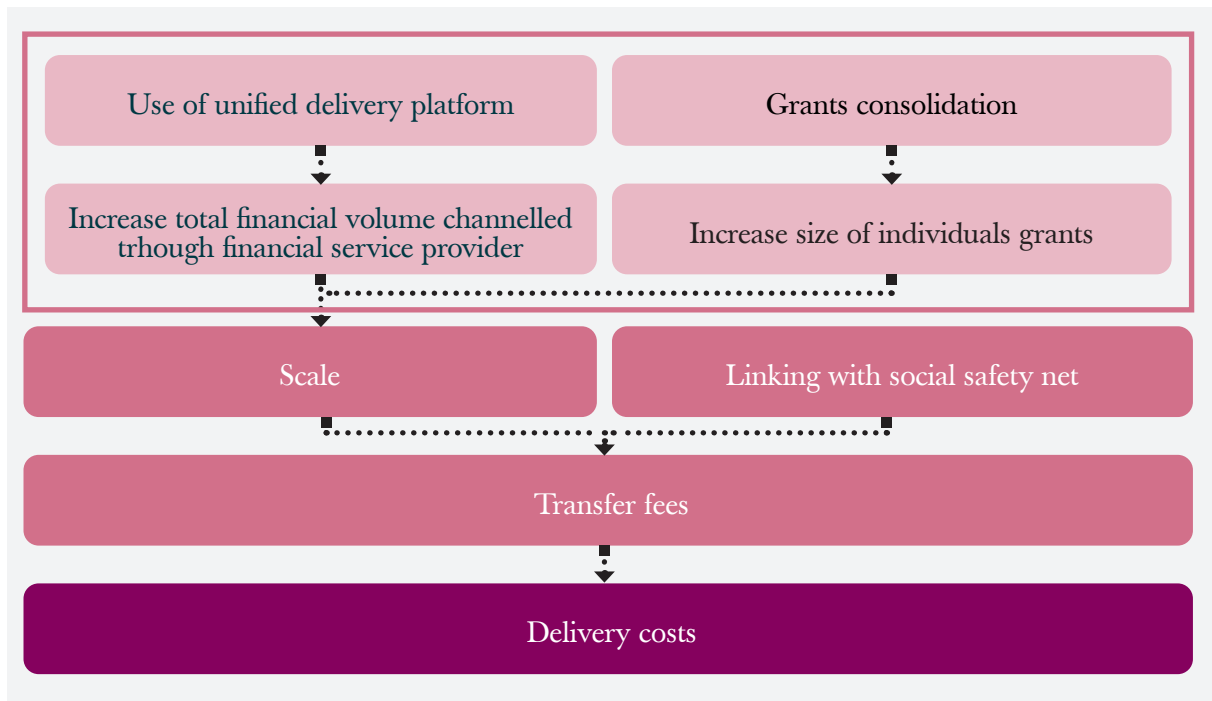 Use of unified delivery platform
Grants consolidation
Increase total financial volume channelled
trhough financial service provider
Increase size of individuals grants
Scale
Linking with social safety net
Transfer fees
Delivery costs